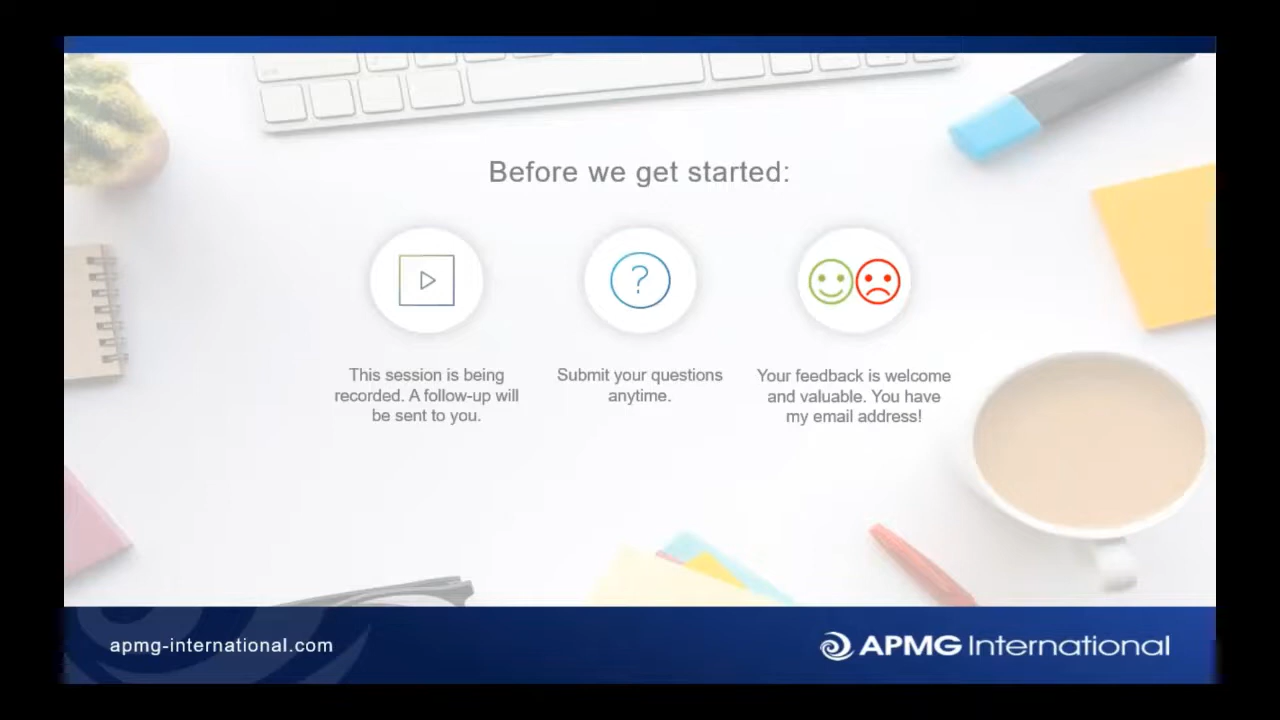 Before we get started:
?
This session is being
recorded. A follow-up will
be sent to you.
Submit your questions
anytime.
Your feedback is welcome
and valuable. You have
my email address!
apmg-international.com
APMG International